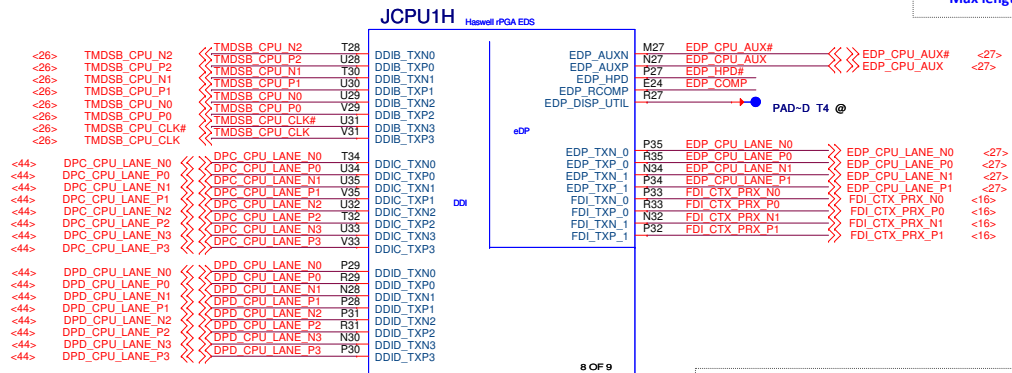 Max leng
JCPU1H Haswell rPGA EDS
<26> TMDSB_CPU_N2 TMDSB_CPU_N2 T28 DDIB_TXN0
<26> TMDSB_CPU_P2 TMDSB_CPU_P2 U28 DDIB_TXP0
<26> TMDSB_CPU_N1 TMDSB_CPU_N1 T30 DDIB_TXN1
<26> TMDSB_CPU_P1 TMDSB_CPU_P1 U30 DDIB_TXP1
<26> TMDSB_CPU_N0 TMDSB_CPU_N0 U29 DDIB_TXN2
<26> TMDSB_CPU_P0 TMDSB_CPU_P0 V29 DDIB_TXP2
<26> TMDSB_CPU_CLK# TMDSB_CPU_CLK# U31 DDIB_TXN3
<26> TMDSB_CPU_CLK TMDSB_CPU_CLK V31 DDIB_TXP3
<44> DPC_CPU_LANE_N0 DPC_CPU_LANE_N0 T34 DDIC_TXN0
<44> DPC_CPU_LANE_P0 DPC_CPU_LANE_P0 U34 DDIC_TXP0
<44> DPC_CPU_LANE_N1 DPC_CPU_LANE_N1 U35 DDIC_TXN1
<44> DPC_CPU_LANE_P1 DPC_CPU_LANE_P1 V35 DDIC_TXP1
<44> DPC_CPU_LANE_N2 DPC_CPU_LANE_N2 U32 DDIC_TXN2
<44> DPC_CPU_LANE_P2 DPC_CPU_LANE_P2 T32 DDIC_TXP2
<44> DPC_CPU_LANE_N3 DPC_CPU_LANE_N3 U33 DDIC_TXN3
<44> DPC_CPU_LANE_P3 DPC_CPU_LANE_P3 V33 DDIC_TXP3
<44> DPD_CPU_LANE_N0 DPD_CPU_LANE_N0 P29 DDID_TXN0
<44> DPD_CPU_LANE_P0 DPD_CPU_LANE_P0 R29 DDID_TXP0
<44> DPD_CPU_LANE_N1 DPD_CPU_LANE_N1 N28 DDID_TXN1
<44> DPD_CPU_LANE_P1 DPD_CPU_LANE_P1 P28 DDID_TXP1
<44> DPD_CPU_LANE_N2 DPD_CPU_LANE_N2 P31 DDID_TXN2
<44> DPD_CPU_LANE_P2 DPD_CPU_LANE_P2 R31 DDID_TXP2
<44> DPD_CPU_LANE_N3 DPD_CPU_LANE_N3 N30 DDID_TXN3
<44> DPD_CPU_LANE_P3 DPD_CPU_LANE_P3 P30 DDID_TXP3
DDI
eDP
EDP_AUXN M27 EDP_CPU_AUX# EDP_CPU_AUX# <27>
EDP_AUXP N27 EDP_CPU_AUX EDP_CPU_AUX <27>
EDP_HPD P27 EDP_HPD#
EDP_RCOMP E24 EDP_COMP
EDP_DISP_UTIL R27 PAD~D T4 @
EDP_TXN_0 P35 EDP_CPU_LANE_N0 EDP_CPU_LANE_N0 <27>
EDP_TXP_0 R35 EDP_CPU_LANE_P0 EDP_CPU_LANE_P0 <27>
EDP_TXN_1 N34 EDP_CPU_LANE_N1 EDP_CPU_LANE_N1 <27>
EDP_TXP_1 P34 EDP_CPU_LANE_P1 EDP_CPU_LANE_P1 <27>
FDI_TXN_0 P33 FDI_CTX_PRX_N0 FDI_CTX_PRX_N0 <16>
FDI_TXP_0 R33 FDI_CTX_PRX_P0 FDI_CTX_PRX_P0 <16>
FDI_TXN_1 N32 FDI_CTX_PRX_N1 FDI_CTX_PRX_N1 <16>
FDI_TXP_1 P32 FDI_CTX_PRX_P1 FDI_CTX_PRX_P1 <16>
8 OF 9